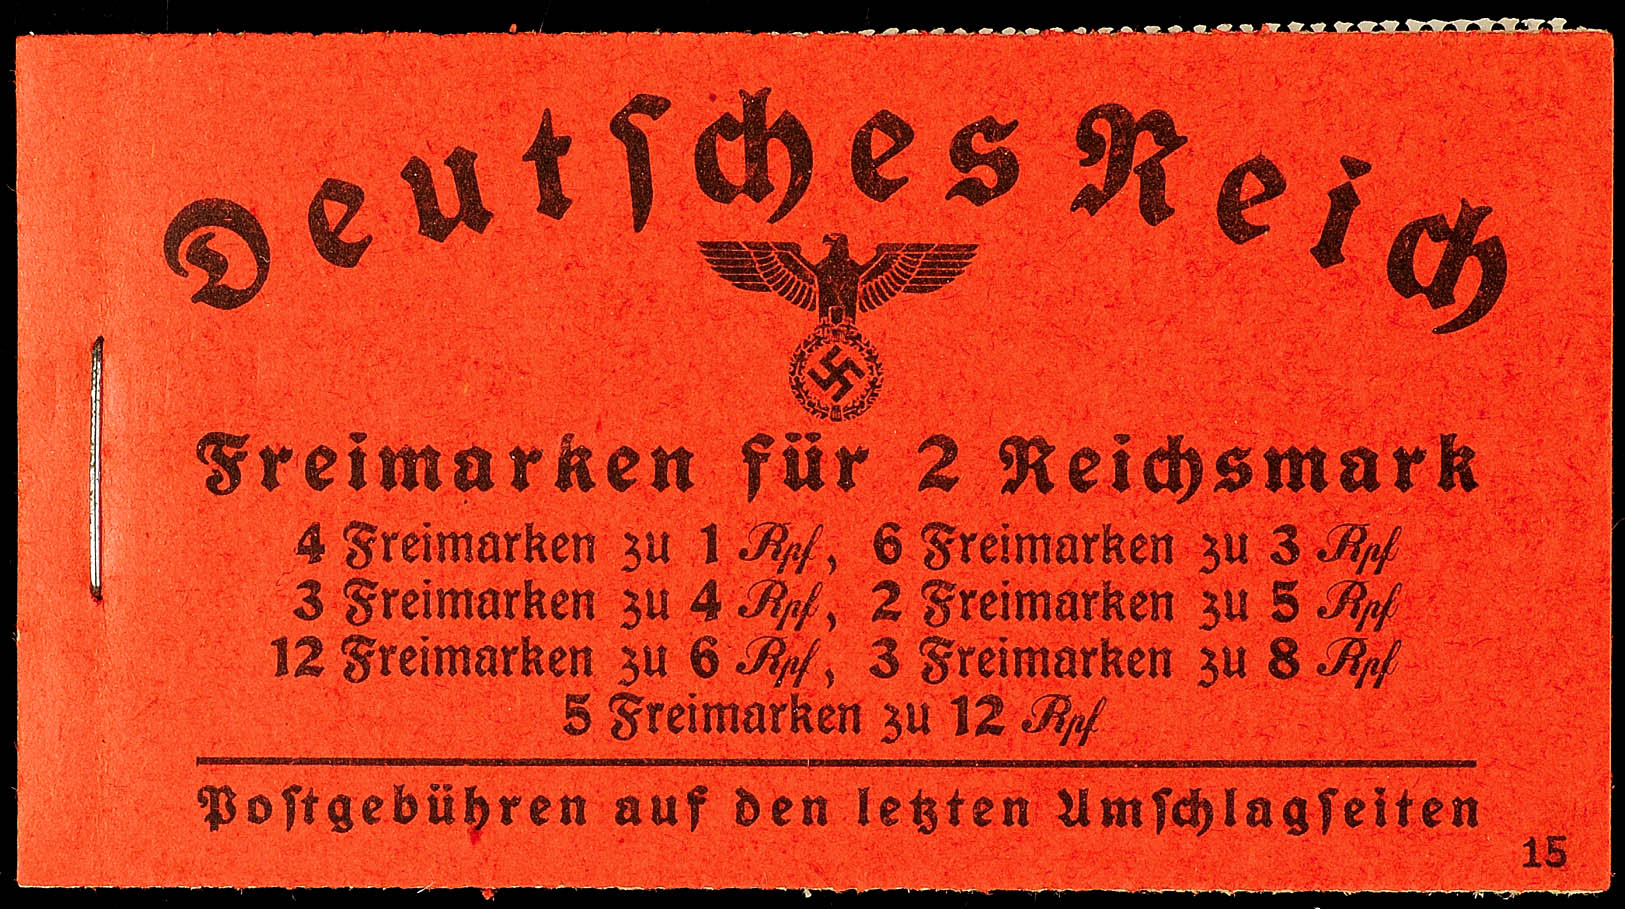 Deutſches Reich
Freimarken für 2 Reichsmark
4 Freimarken zu 1 Rpf, 6 Freimarken zu 3 Rpf
3 Freimarken zu 4 Rpf, 2 Freimarken zu 5 Rpf
12 Freimarken zu 6 Rpf, 3 Freimarken zu 8 Rpf
5 Freimarken zu 12 Rpf
Poſtgebühren auf den letzten Umſchlagſeiten
15